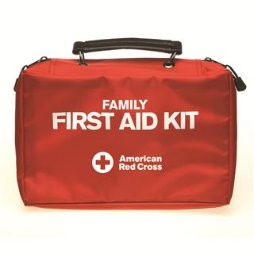 FAMILY
FIRST AID KIT
American
Red Cross